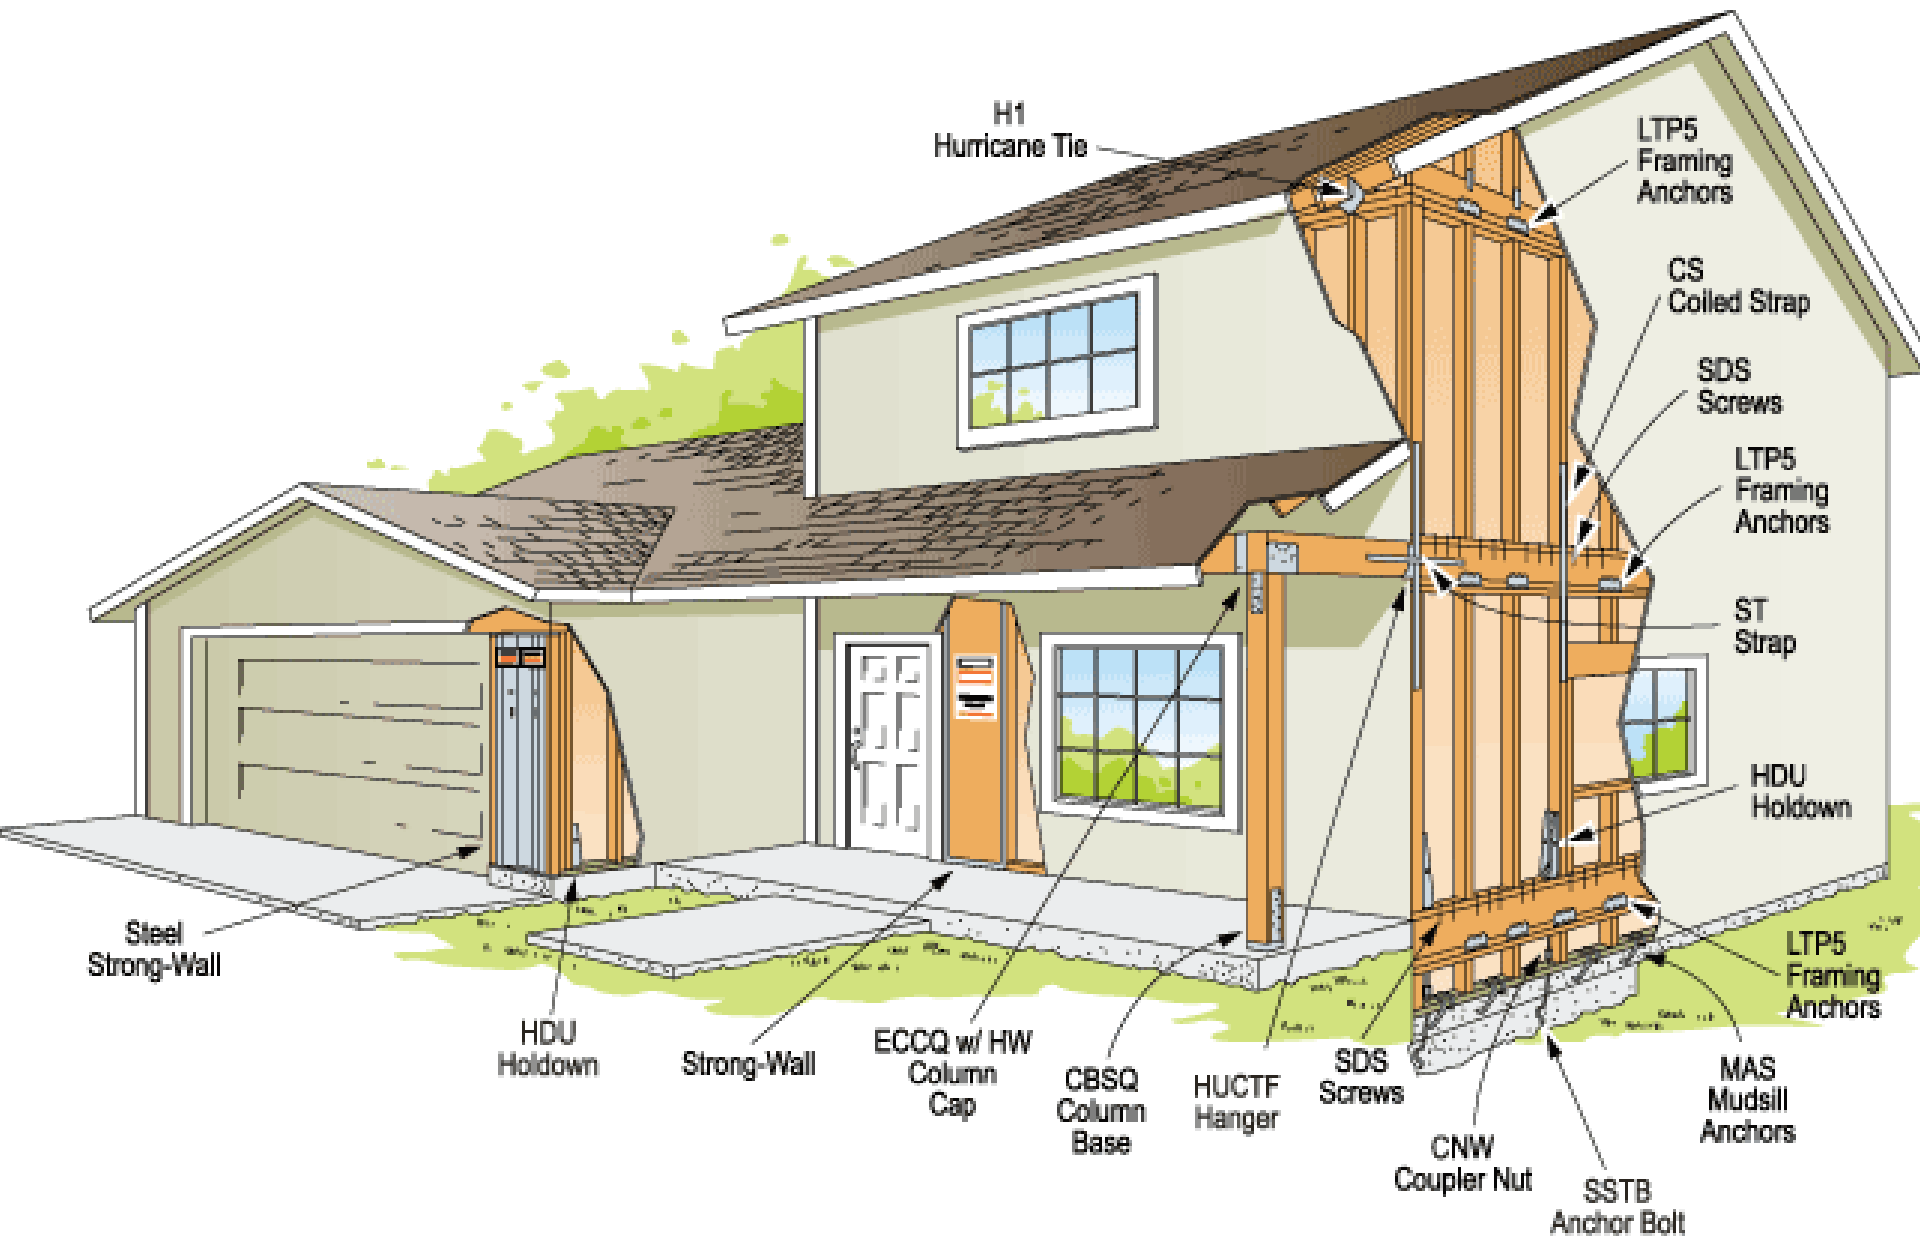 H1
Hurricane Tie
LTP5
Framing
Anchors
CS
Coiled Strap
SDS
Screws
LTP5
Framing
Anchors
ST
Strap
HDU
Holdown
LTP5
Framing
Anchors
MAS
Mudsill
Anchors
SSTB
Anchor Bolt
CNW
Coupler Nut
SDS
Screws
HUCTF
Hanger
CBSQ
Column
Base
ECCQ w/ HW
Column
Cap
Strong-Wall
HDU
Holdown
Steel
Strong-Wall